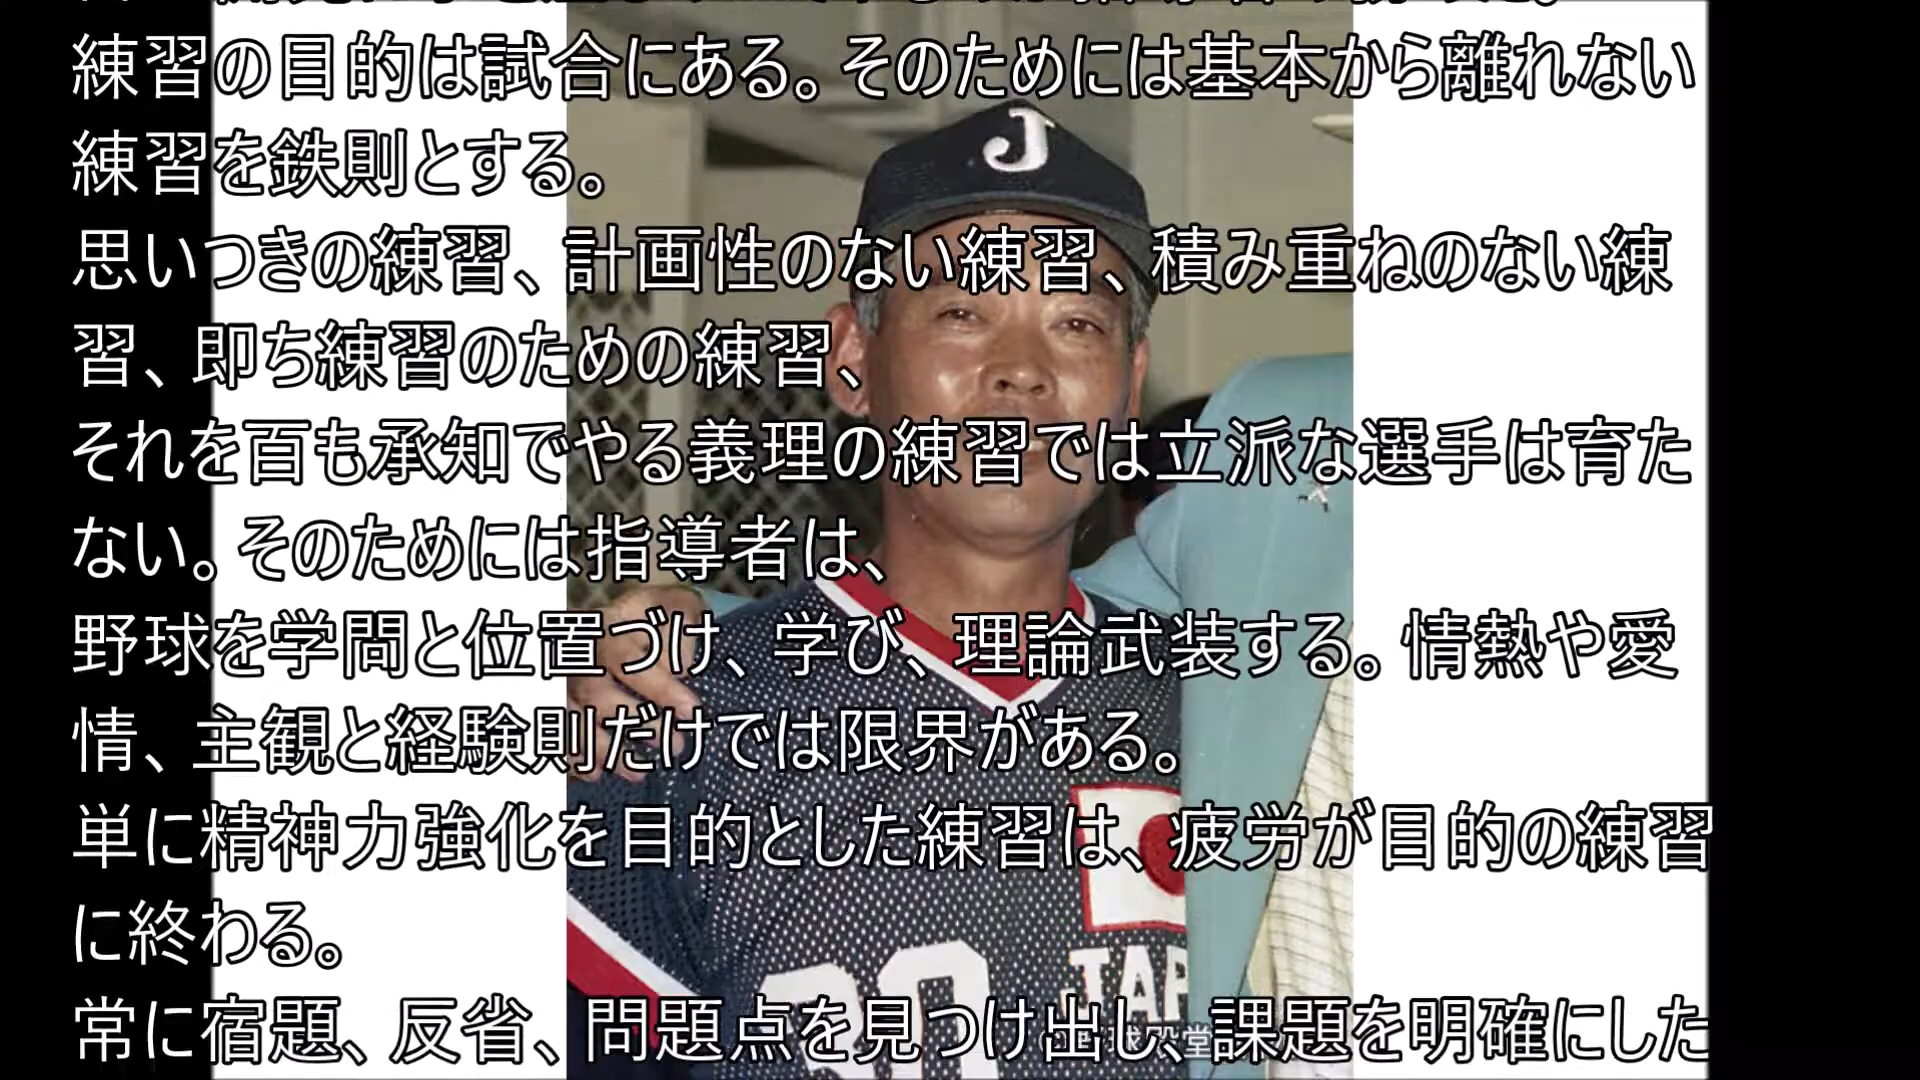 練習の目的は試合にある。そのためには基本から離れない
練習を鉄則とする。
思いつきの練習、計画性のない練習、積み重ねのない練
習、即ち練習のための練習、
それを百も承知でやる義理の練習では立派な選手は育た
ない。そのためには指導者は、
野球を学問と位置づけ、学び、理論武装する。情熱や愛
情、主観と経験則だけでは限界がある。
単に精神力強化を目的とした練習は、疲労が目的の練習
に終わる。
常に宿題、反省、問題点を見つけ出し、課題を明確にした
J
JAP
30